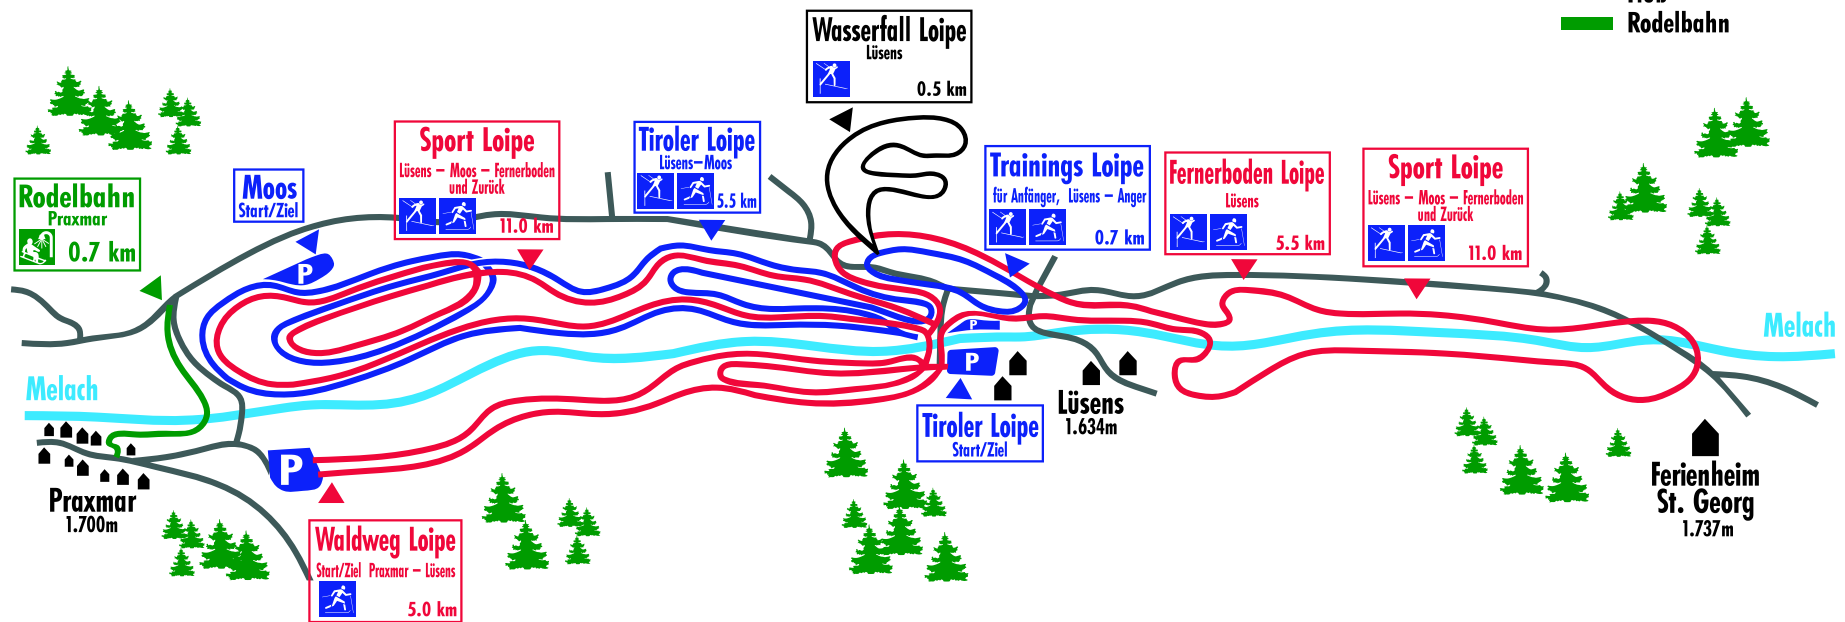 Rodelbahn
Wasserfall Loipe
Lüsens
0.5 km
Sport Loipe
Lüsens – Moos – Fernerboden
und Zurück
11.0 km
Tiroler Loipe
Lüsens–Moos
5.5 km
Trainings Loipe
für Anfänger, Lüsens – Anger
0.7 km
Fernerboden Loipe
Lüsens
5.5 km
Sport Loipe
Lüsens – Moos – Fernerboden
und Zurück
11.0 km
Rodelbahn
Praxmar
0.7 km
Moos
Start/Ziel
P
P
P
Melach
Melach
Lüsens
1.634m
Tiroler Loipe
Start/Ziel
P
Praxmar
1.700m
Ferienheim
St. Georg
1.737m
Waldweg Loipe
Start/Ziel Praxmar – Lüsens
5.0 km